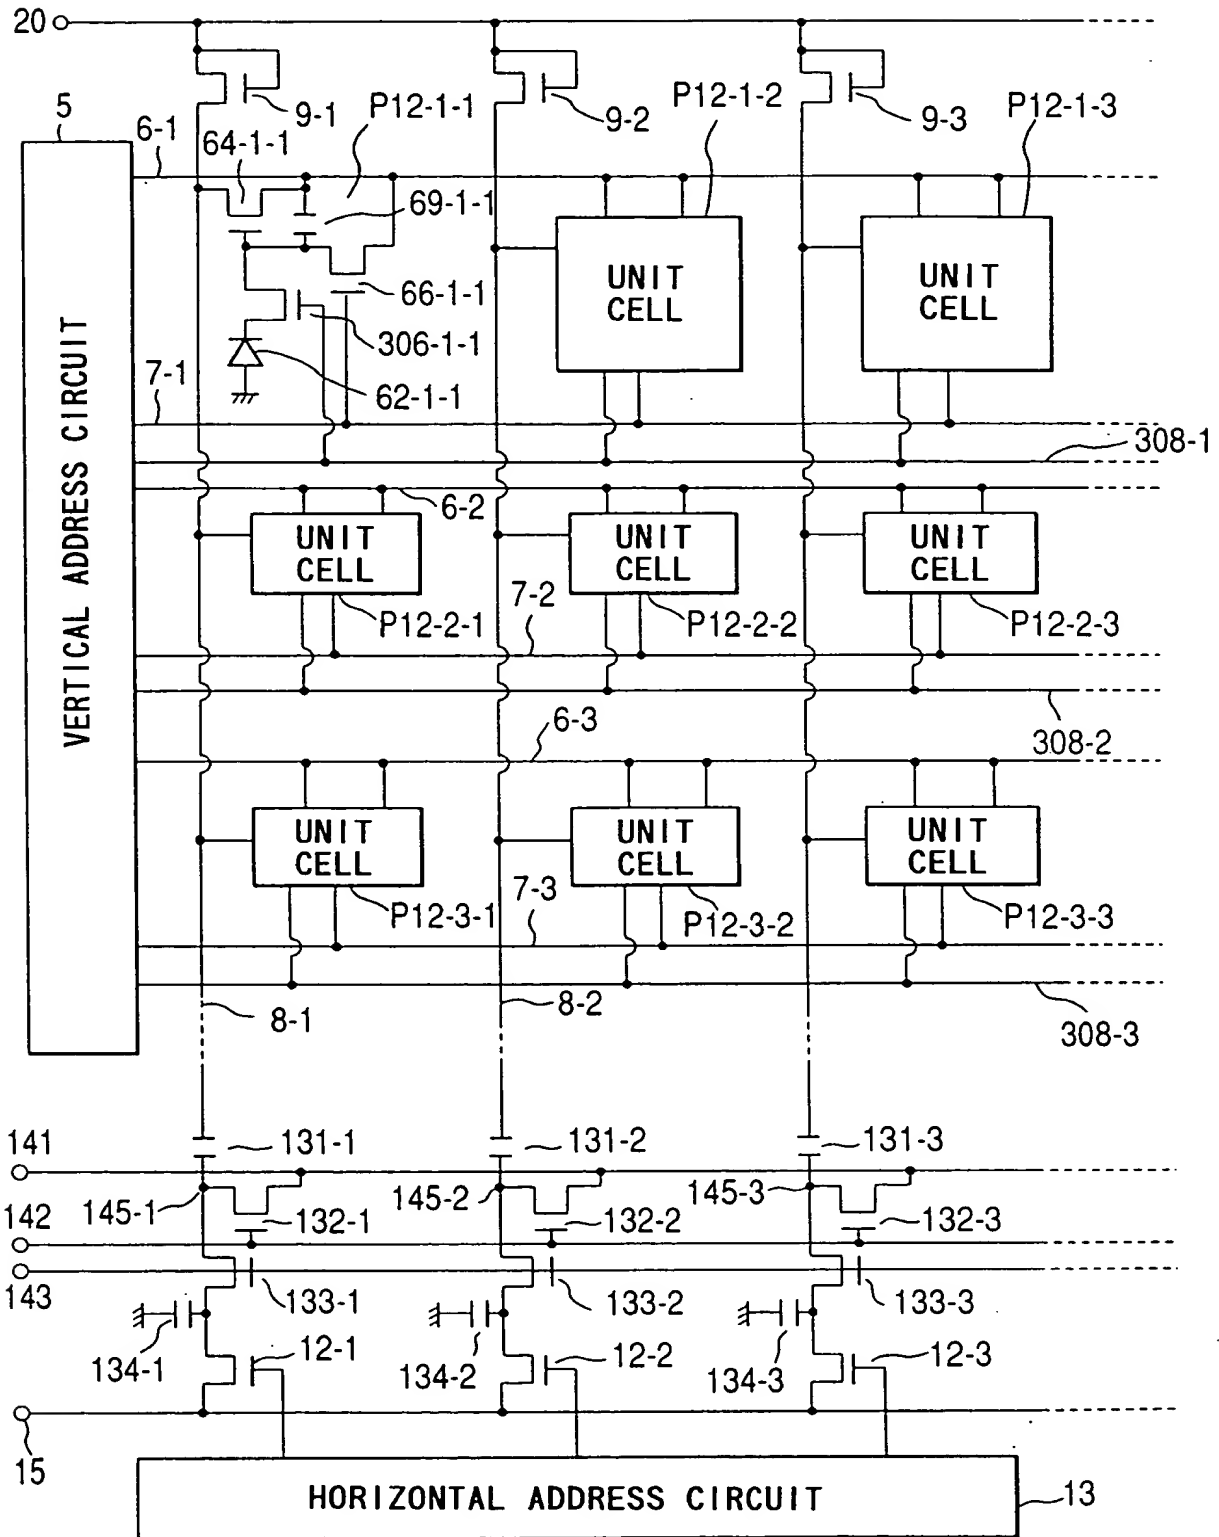 20
5
6-1
9-1
P12-1-1
9-2
P12-1-2
9-3
P12-1-3
64-1-1
69-1-1
UNIT
CELL
UNIT
CELL
66-1-1
306-1-1
7-1
62-1-1
VERTICAL ADDRESS CIRCUIT
308-1
6-2
UNIT
CELL
UNIT
CELL
UNIT
CELL
7-2
P12-2-1
P12-2-2
P12-2-3
6-3
308-2
UNIT
CELL
UNIT
CELL
UNIT
CELL
7-3
P12-3-1
P12-3-2
P12-3-3
8-1
8-2
308-3
141
131-1
131-2
131-3
145-1
145-2
145-3
142
132-1
132-2
132-3
143
133-1
133-2
133-3
134-1
12-1
134-2
12-2
134-3
12-3
15
HORIZONTAL ADDRESS CIRCUIT
13